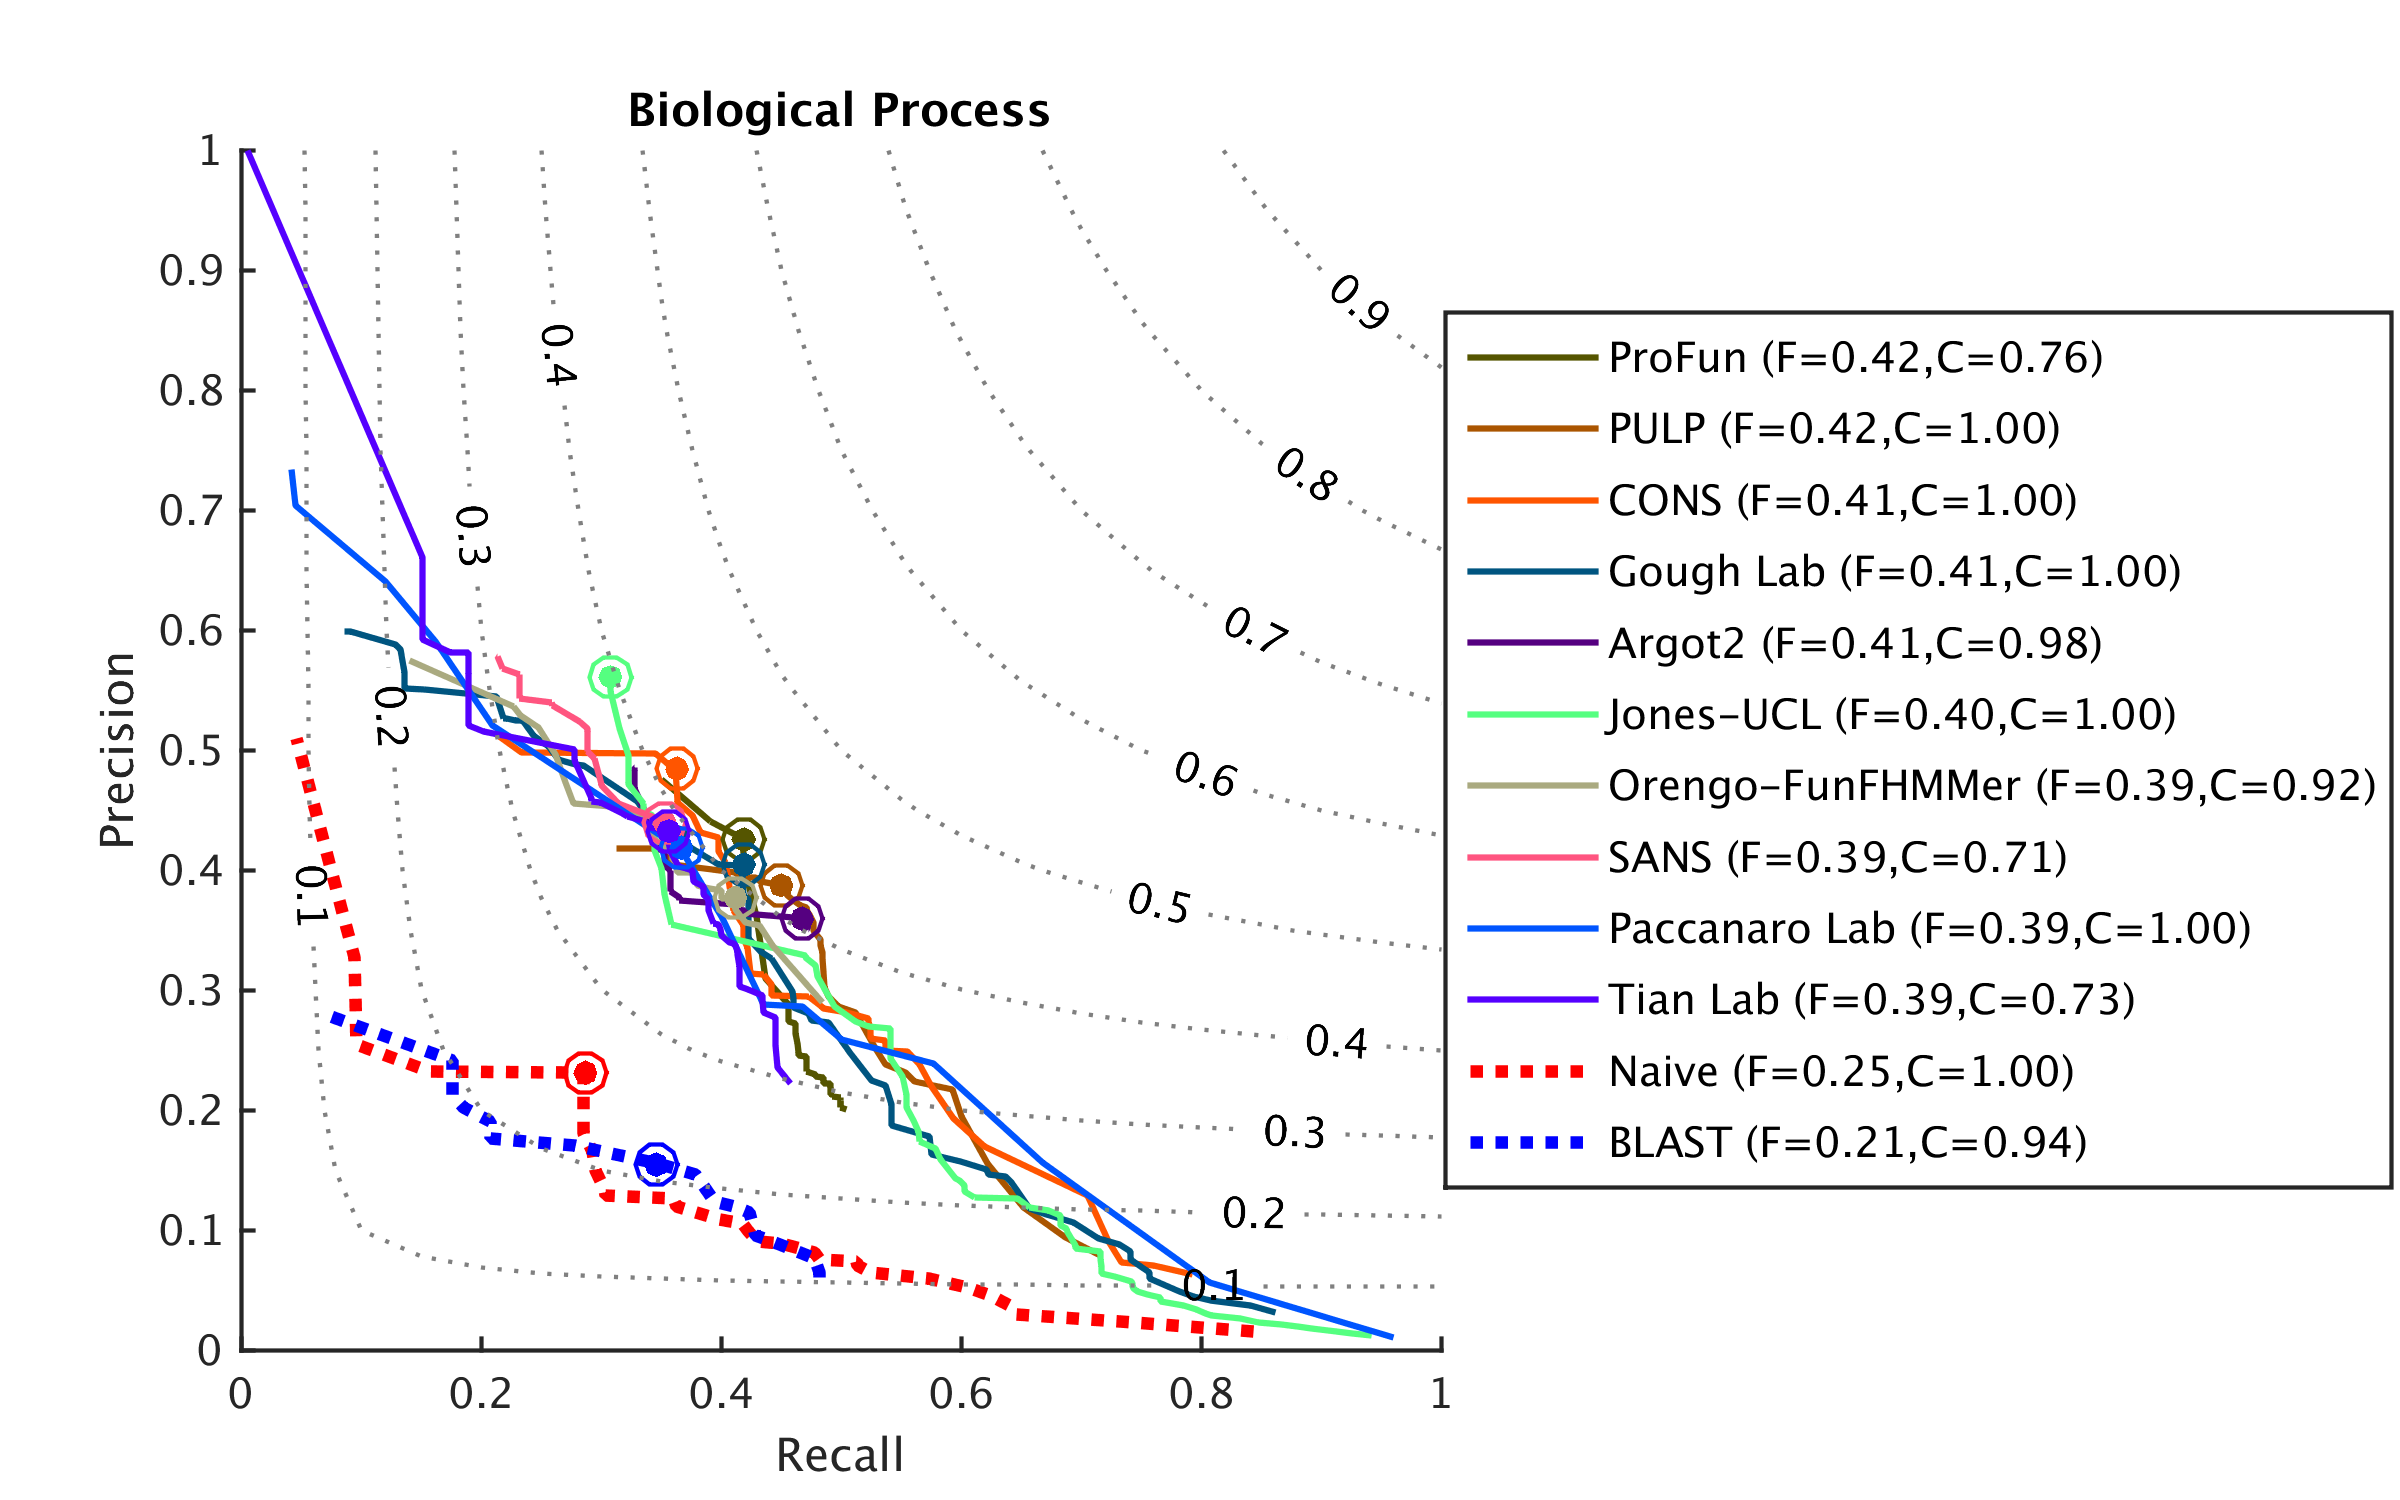 Biological Process
1
0.9
0.8
0.7
0.6
0.5
0.4
0.3
0.2
0.1
0
Precision
0
0.2
0.4
0.6
0.8
1
Recall
0.1
0.2
0.3
0.4
0.9
0.8
0.7
0.6
0.5
0.4
0.3
0.2
0.1
ProFun (F=0.42,C=0.76)
PULP (F=0.42,C=1.00)
CONS (F=0.41,C=1.00)
Gough Lab (F=0.41,C=1.00)
Argot2 (F=0.41,C=0.98)
Jones-UCL (F=0.40,C=1.00)
Orengo-FunFHMMer (F=0.39,C=0.92)
SANS (F=0.39,C=0.71)
Paccanaro Lab (F=0.39,C=1.00)
Tian Lab (F=0.39,C=0.73)
Naive (F=0.25,C=1.00)
BLAST (F=0.21,C=0.94)